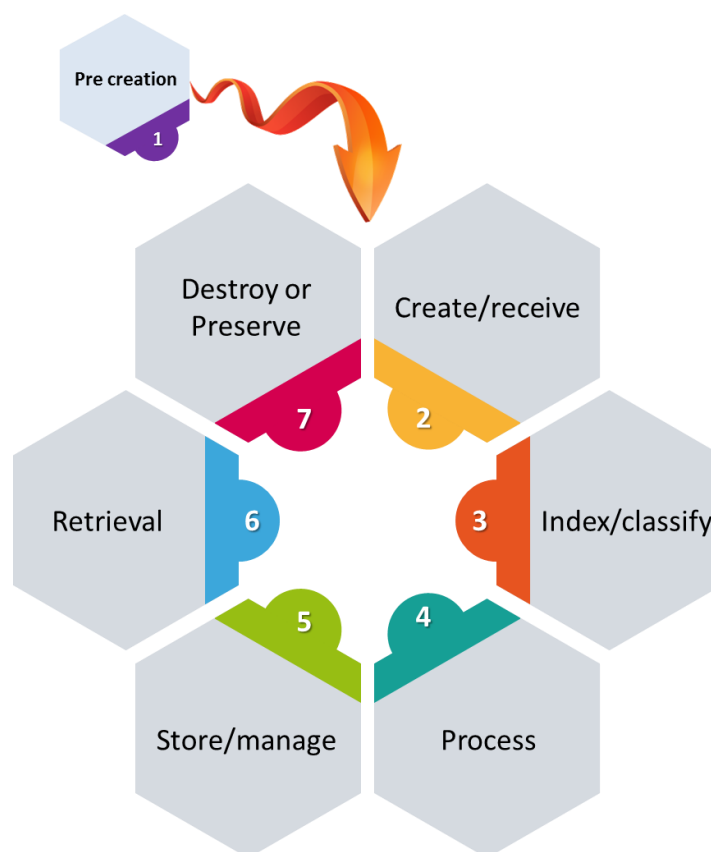 Pre creation
1
Create/receive
2
Index/classify
3
Process
4
Store/manage
5
Retrieval
6
Destroy or
Preserve
7